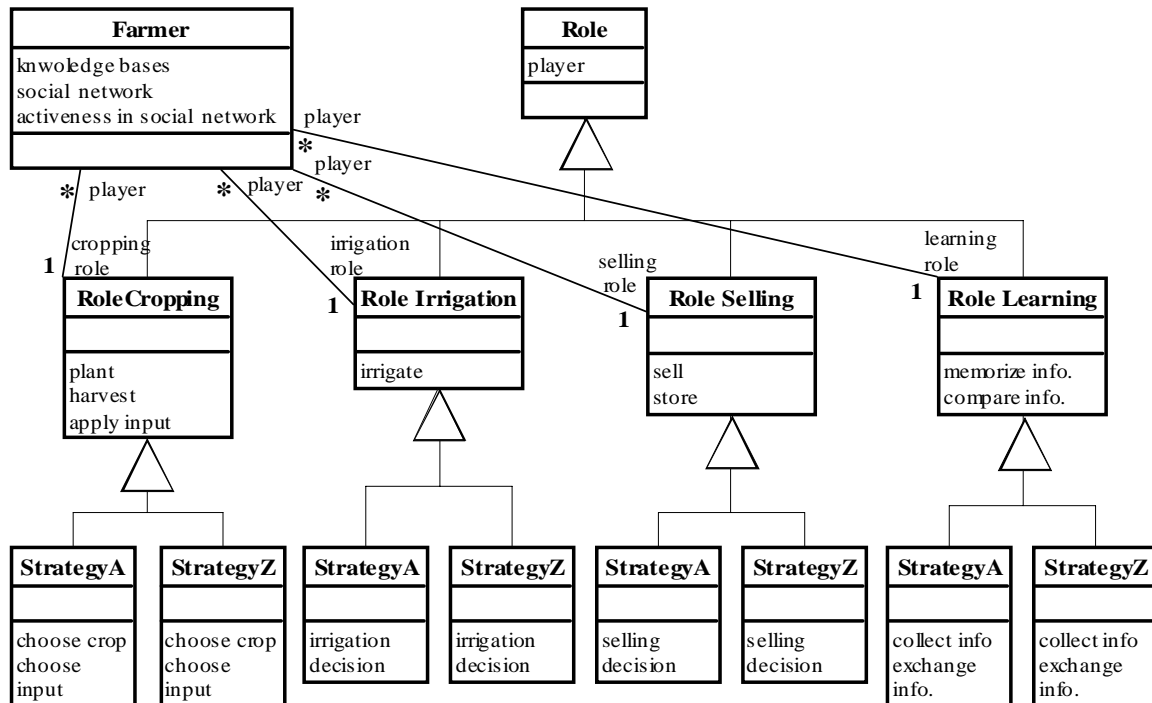 Farmer
knwoledge bases
social network
activeness in social network
Role
player
player
*
player
*
player
*
player
*
cropping
role
1
irrigation
role
1
selling
role
1
learning
role
1
RoleCropping
plant
harvest
apply input
Role Irrigation
irrigate
Role Selling
sell
store
Role Learning
memorize info.
compare info.
StrategyA
choose crop
choose
input
StrategyZ
choose crop
choose
input
StrategyA
irrigation
decision
StrategyZ
irrigation
decision
StrategyA
selling
decision
StrategyZ
selling
decision
StrategyA
collect info
exchange
info.
StrategyZ
collect info
exchange
info.